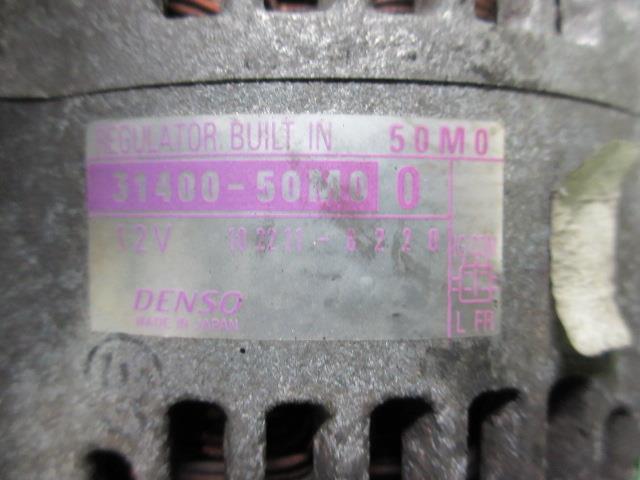 REGULATOR BUILT IN 50M0
31400-50M0 0
12V 102211-6220
DENSO
MADE IN JAPAN
L FR